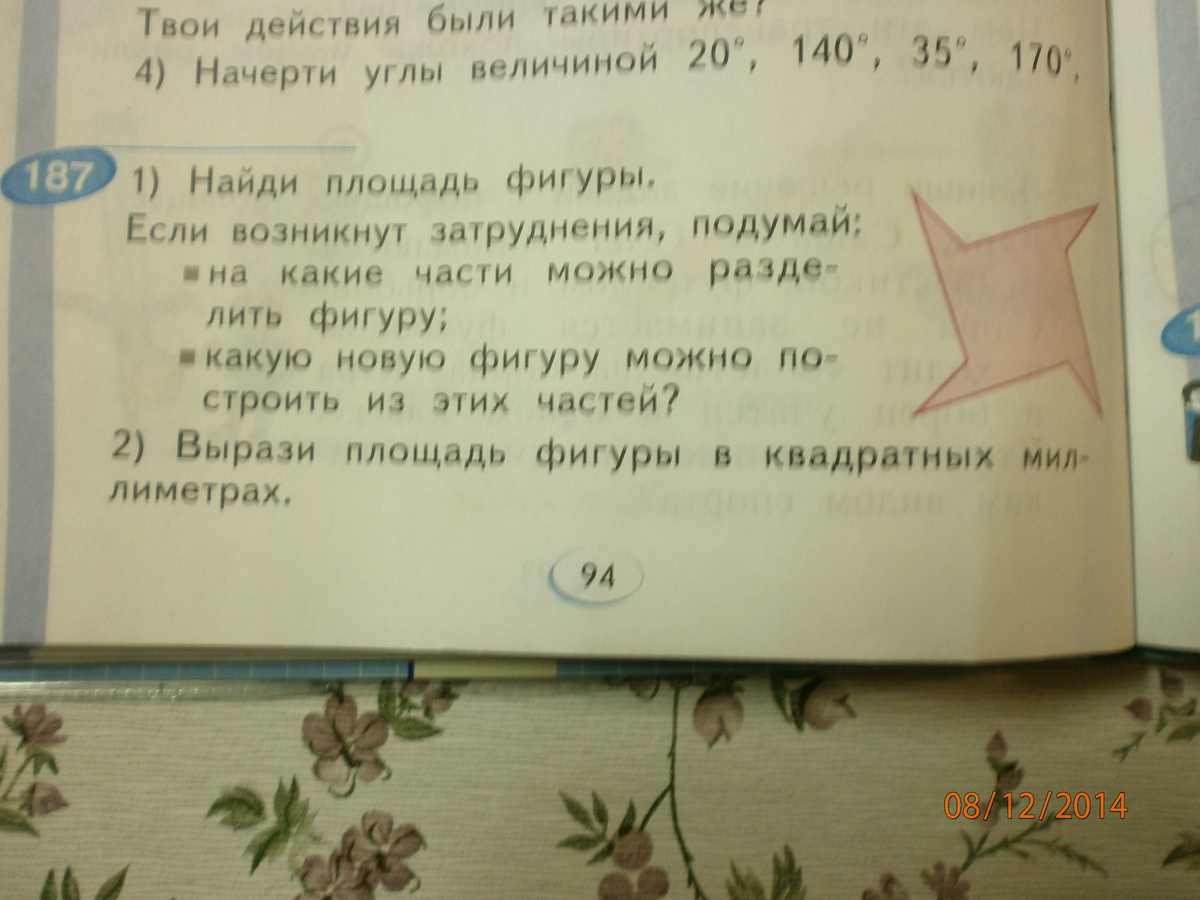 Твои действия были такими же?
4) Начерти углы величиной 20°, 140°, 35°, 170°.
187 1) Найди площадь фигуры.
Если возникнут затруднения, подумай:
▪ на какие части можно разде-
лить фигуру;
▪ какую новую фигуру можно по-
строить из этих частей?
2) Вырази площадь фигуры в квадратных мил-
лиметрах.
94
08/12/2014